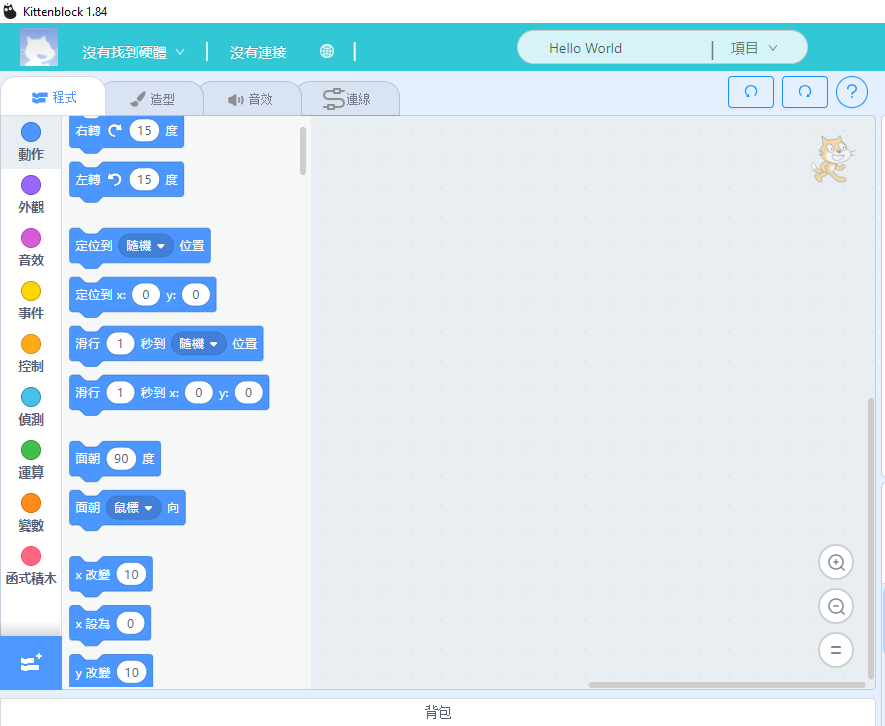 Kittenblock 1.84
沒有找到硬體 沒有連接 Hello World 項目
程式 造型 音效 連線 ?
動作
外觀
音效
事件
控制
偵測
運算
變數
函式積木
右轉 15 度
左轉 15 度
定位到 隨機 位置
定位到 x: 0 y: 0
滑行 1 秒到 隨機 位置
滑行 1 秒到 x: 0 y: 0
面朝 90 度
面朝 鼠標 向
x 改變 10
x 設為 0
y 改變 10
背包